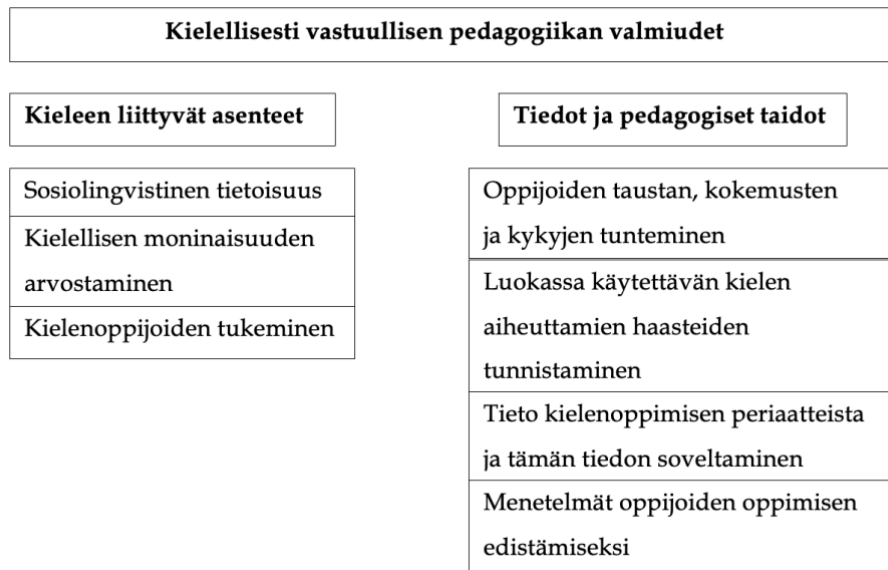 Kielellisesti vastuullisen pedagogiikan valmiudet
Kieleen liittyvät asenteet
Sosiolingvistinen tietoisuus
Kielellisen moninaisuuden
arvostaminen
Kielenoppijoiden tukeminen
Tiedot ja pedagogiset taidot
Oppijoiden taustan, kokemusten
ja kykyjen tunteminen
Luokassa käytettävän kielen
aiheuttamien haasteiden
tunnistaminen
Tieto kielenoppimisen periaatteista
ja tämän tiedon soveltaminen
Menetelmät oppijoiden oppimisen
edistämiseksi